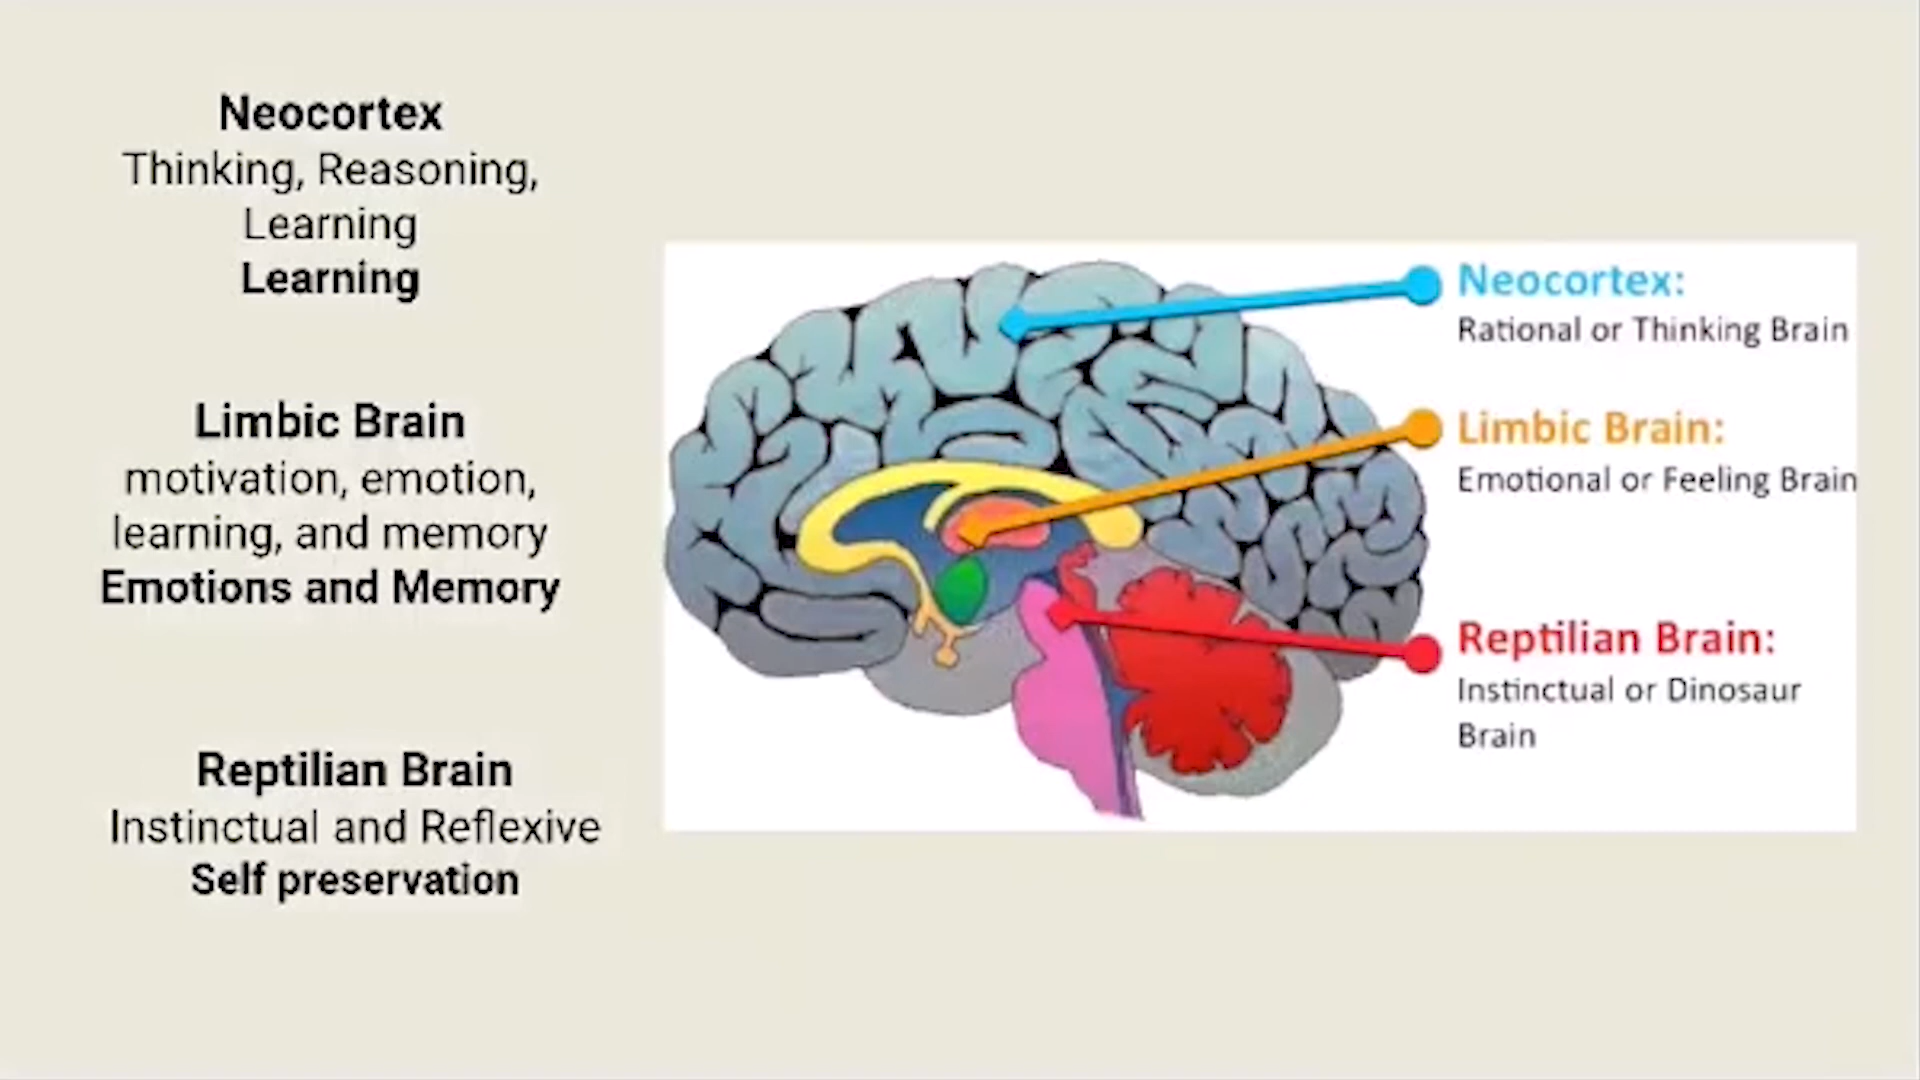 Neocortex
Thinking, Reasoning,
Learning
Learning
Limbic Brain
motivation, emotion,
learning, and memory
Emotions and Memory
Reptilian Brain
Instinctual and Reflexive
Self preservation
Neocortex:
Rational or Thinking Brain
Limbic Brain:
Emotional or Feeling Brain
Reptilian Brain:
Instinctual or Dinosaur
Brain